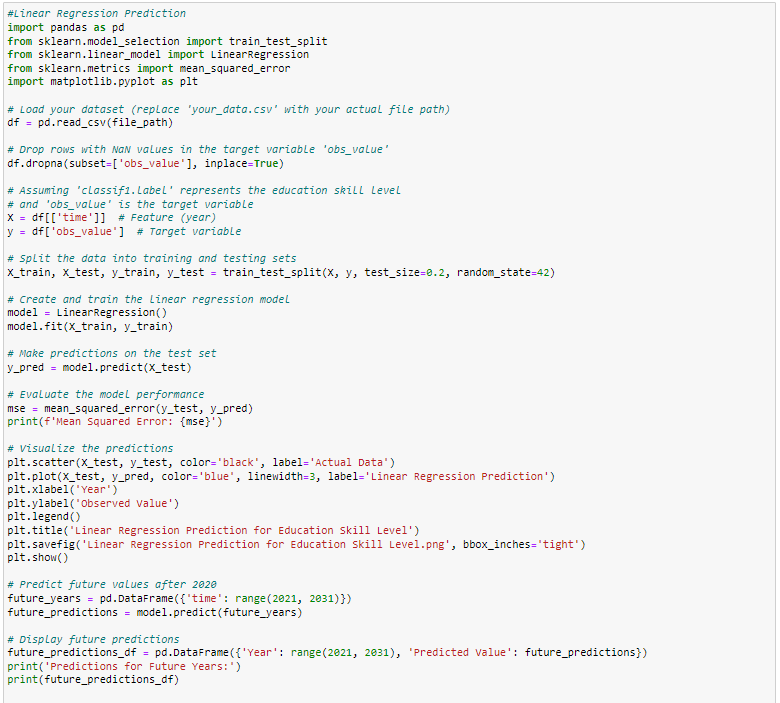 #Linear Regression Prediction
import pandas as pd
from sklearn.model_selection import train_test_split
from sklearn.linear_model import LinearRegression
from sklearn.metrics import mean_squared_error
import matplotlib.pyplot as plt

# Load your dataset (replace 'your_data.csv' with your actual file path)
df = pd.read_csv(file_path)

# Drop rows with NaN values in the target variable 'obs_value'
df.dropna(subset=['obs_value'], inplace=True)

# Assuming 'classif1.label' represents the education skill level
# and 'obs_value' is the target variable
X = df[['time']]  # Feature (year)
y = df['obs_value']  # Target variable

# Split the data into training and testing sets
X_train, X_test, y_train, y_test = train_test_split(X, y, test_size=0.2, random_state=42)

# Create and train the linear regression model
model = LinearRegression()
model.fit(X_train, y_train)

# Make predictions on the test set
y_pred = model.predict(X_test)

# Evaluate the model performance
mse = mean_squared_error(y_test, y_pred)
print(f'Mean Squared Error: {mse}')

# Visualize the predictions
plt.scatter(X_test, y_test, color='black', label='Actual Data')
plt.plot(X_test, y_pred, color='blue', linewidth=3, label='Linear Regression Prediction')
plt.xlabel('Year')
plt.ylabel('Observed Value')
plt.legend()
plt.title('Linear Regression Prediction for Education Skill Level')
plt.savefig('Linear Regression Prediction for Education Skill Level.png', bbox_inches='tight')
plt.show()

# Predict future values after 2020
future_years = pd.DataFrame({'time': range(2021, 2031)})
future_predictions = model.predict(future_years)

# Display future predictions
future_predictions_df = pd.DataFrame({'Year': range(2021, 2031), 'Predicted Value': future_predictions})
print('Predictions for Future Years:')
print(future_predictions_df)